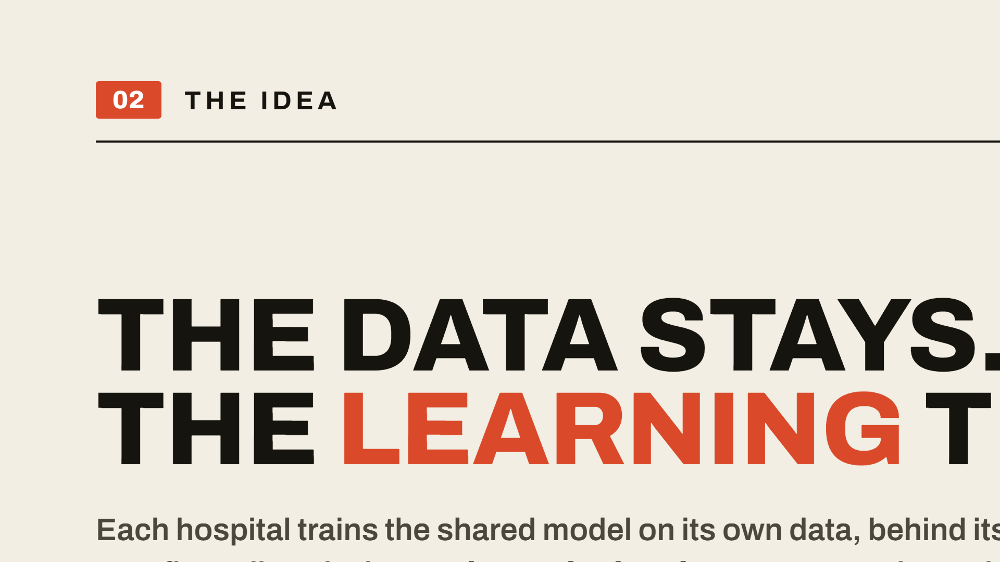 02 THE IDEA
THE DATA STAYS.
THE LEARNING
Each hospital trains the shared model on its own data, behind its